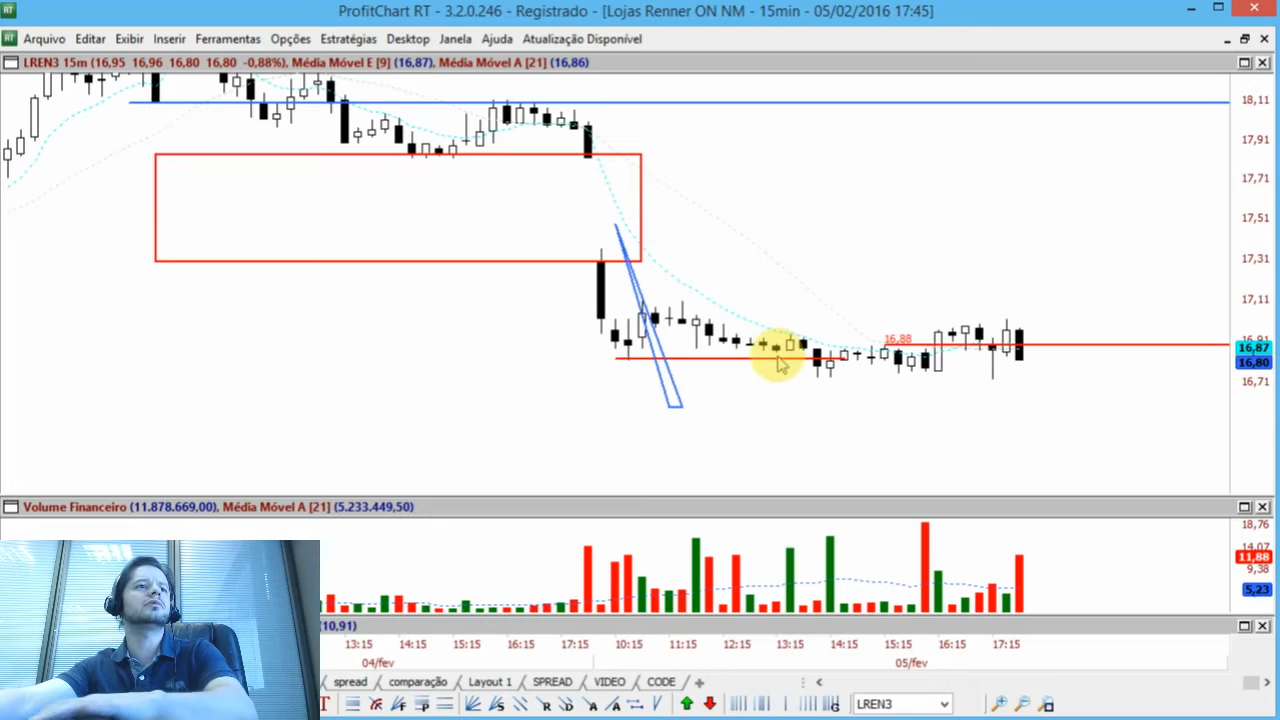 RT ProfitChart RT - 3.2.0.246 - Registrado - [Lojas Renner ON NM - 15min - 05/02/2016 17:45]
RT Arquivo Editar Exibir Inserir Ferramentas Opções Estratégias Desktop Janela Ajuda Atualização Disponível
LREN3 15m (16,95 16,96 16,80 16,80 -0,88%), Média Móvel E [9] (16,87), Média Móvel A [21] (16,86)
18,11
17,91
17,71
17,51
17,31
17,11
16,88
16,91
16,87
16,80
16,71
Volume Financeiro (11.878.669,00), Média Móvel A [21] (5.233.449,50)
18,76
14,07
11,88
9,38
5,23
(10,91)
13:15 14:15 15:15 16:15 17:15 10:15 11:15 12:15 13:15 14:15 15:15 16:15 17:15
04/fev 05/fev
spread comparação Layout 1 SPREAD VIDEO CODE
LREN3